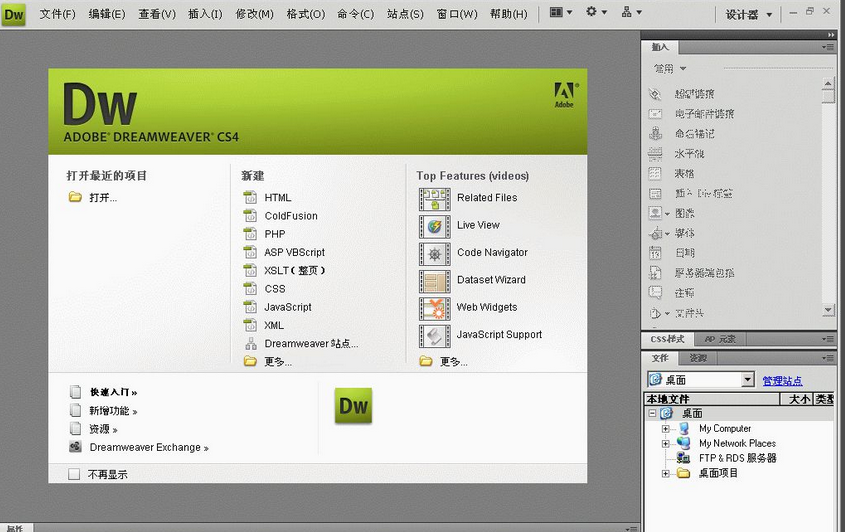 Dw 文件(F) 编辑(E) 查看(V) 插入(I) 修改(M) 格式(O) 命令(C) 站点(S) 窗口(W) 帮助(H) 设计器
Dw
ADOBE® DREAMWEAVER® CS4
Adobe
打开最近的项目
打开...
新建
HTML
ColdFusion
PHP
ASP VBScript
XSLT（整页）
CSS
JavaScript
XML
Dreamweaver 站点...
更多...
Top Features (videos)
Related Files
Live View
Code Navigator
Dataset Wizard
Web Widgets
JavaScript Support
更多...
快速入门 »
新增功能 »
资源 »
Dreamweaver Exchange »
Dw
不再显示
属性
插入
常用
超级链接
电子邮件链接
命名锚记
水平线
表格
插入 Div 标签
图像
媒体
日期
服务器端包括
注释
文件头
CSS样式 AP 元素
文件 资源
桌面 管理站点
本地文件 大小 类型
桌面
My Computer
My Network Places
FTP & RDS 服务器
桌面项目